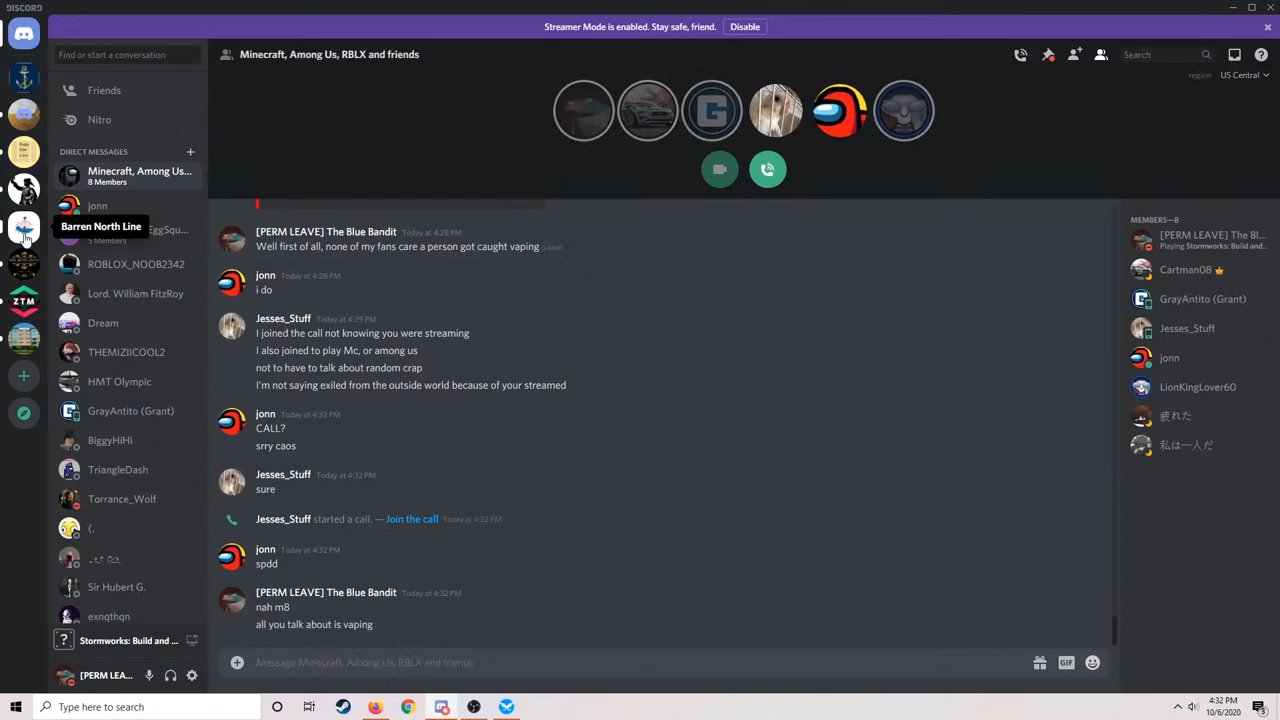 DISCORD
Streamer Mode is enabled. Stay safe, friend.
Disable
Find or start a conversation
Minecraft, Among Us, RBLX and friends
Search
region
US Central
Friends
Nitro
DIRECT MESSAGES
Minecraft, Among Us...
8 Members
jonn
Barren North Line
EggSqu...
5 Members
ROBLOX_NOOB2342
Lord. William FitzRoy
ZTM
Dream
THEMIZIICOOL2
HMT Olympic
GrayAntito (Grant)
BiggyHiHi
TriangleDash
Torrance_Wolf
(.
Sir Hubert G.
exnqthqn
Stormworks: Build and ...
[PERM LEA...
[PERM LEAVE] The Blue Bandit Today at 4:28 PM
Well first of all, none of my fans care a person got caught vaping (edited)
jonn Today at 4:28 PM
i do
Jesses_Stuff Today at 4:29 PM
I joined the call not knowing you were streaming
I also joined to play Mc, or among us
not to have to talk about random crap
I'm not saying exiled from the outside world because of your streamed
jonn Today at 4:32 PM
CALL?
srry caos
Jesses_Stuff Today at 4:32 PM
sure
Jesses_Stuff started a call. — Join the call Today at 4:32 PM
jonn Today at 4:32 PM
spdd
[PERM LEAVE] The Blue Bandit Today at 4:32 PM
nah m8
all you talk about is vaping
Message Minecraft, Among Us, RBLX and friends
GIF
MEMBERS—8
[PERM LEAVE] The Bl...
Playing Stormworks: Build and...
Cartman08
GrayAntito (Grant)
Jesses_Stuff
jonn
LionKingLover60
疲れた
私は一人だ
Type here to search
4:32 PM
10/6/2020